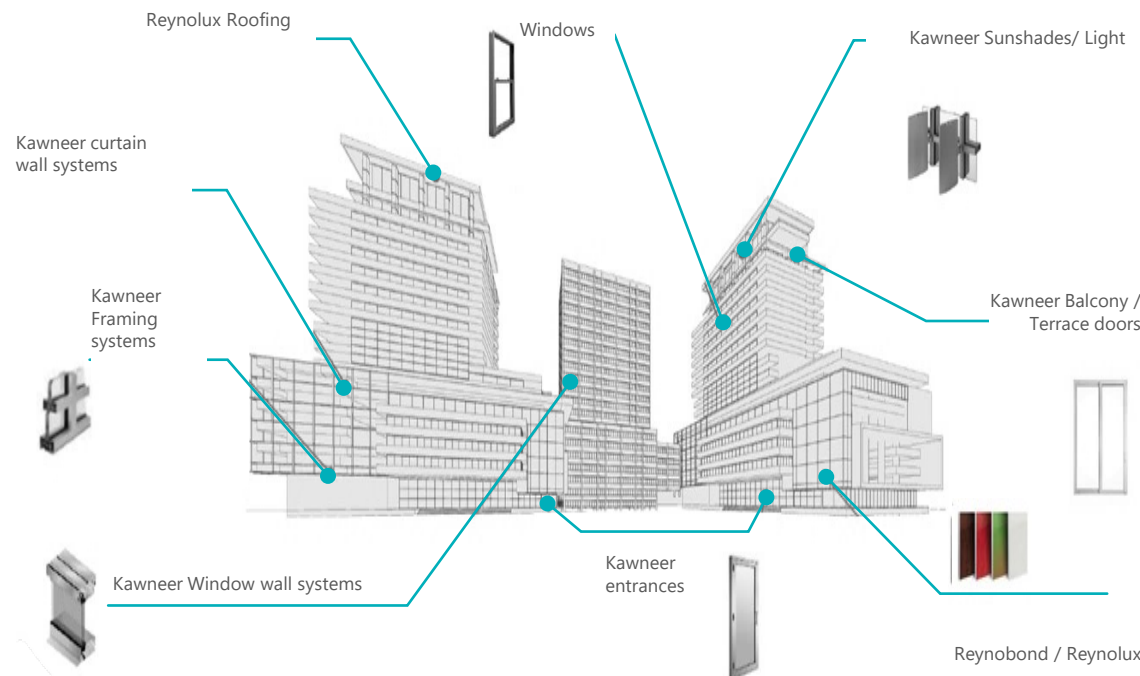 Reynolux Roofing
Windows
Kawneer Sunshades/ Light
Kawneer curtain
wall systems
Kawneer
Framing
systems
Kawneer Balcony /
Terrace doors
Kawneer Window wall systems
Kawneer
entrances
Reynobond / Reynolux